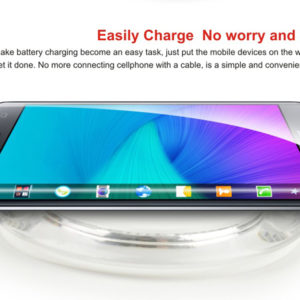 Easily Charge No worry and
ake battery charging become an easy task, just put the mobile devices on the w
et it done. No more connecting cellphone with a cable, is a simple and convenie